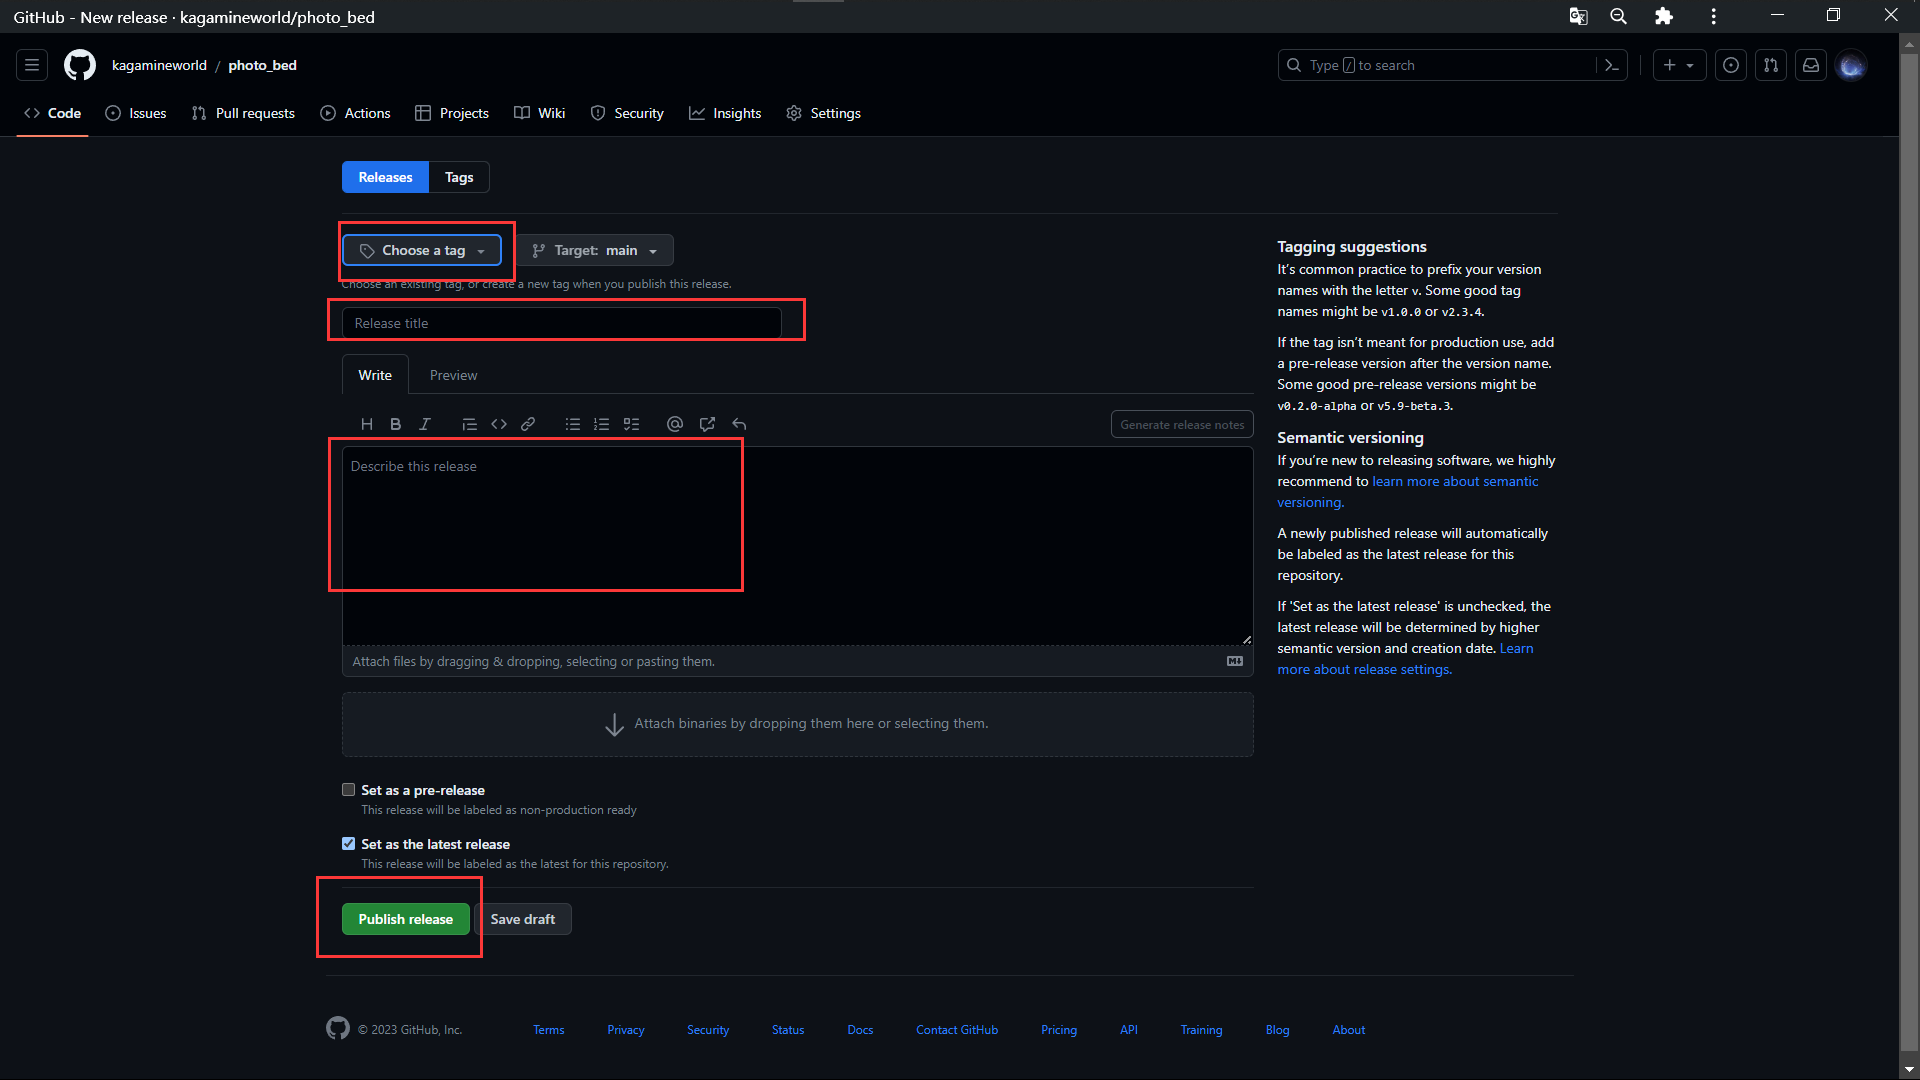 GitHub - New release · kagamineworld/photo_bed
kagamineworld / photo_bed
Type / to search
Code Issues Pull requests Actions Projects Wiki Security Insights Settings
Releases Tags
Choose a tag Target: main
Choose an existing tag, or create a new tag when you publish this release.
Release title
Write Preview
H B I
Generate release notes
Describe this release
Attach files by dragging & dropping, selecting or pasting them.
Attach binaries by dropping them here or selecting them.
Set as a pre-release
This release will be labeled as non-production ready
Set as the latest release
This release will be labeled as the latest for this repository.
Publish release Save draft
Tagging suggestions
It’s common practice to prefix your version
names with the letter v. Some good tag
names might be v1.0.0 or v2.3.4.
If the tag isn’t meant for production use, add
a pre-release version after the version name.
Some good pre-release versions might be
v0.2.0-alpha or v5.9-beta.3.
Semantic versioning
If you’re new to releasing software, we highly
recommend to learn more about semantic
versioning.
A newly published release will automatically
be labeled as the latest release for this
repository.
If 'Set as the latest release' is unchecked, the
latest release will be determined by higher
semantic version and creation date. Learn
more about release settings.
© 2023 GitHub, Inc. Terms Privacy Security Status Docs Contact GitHub Pricing API Training Blog About